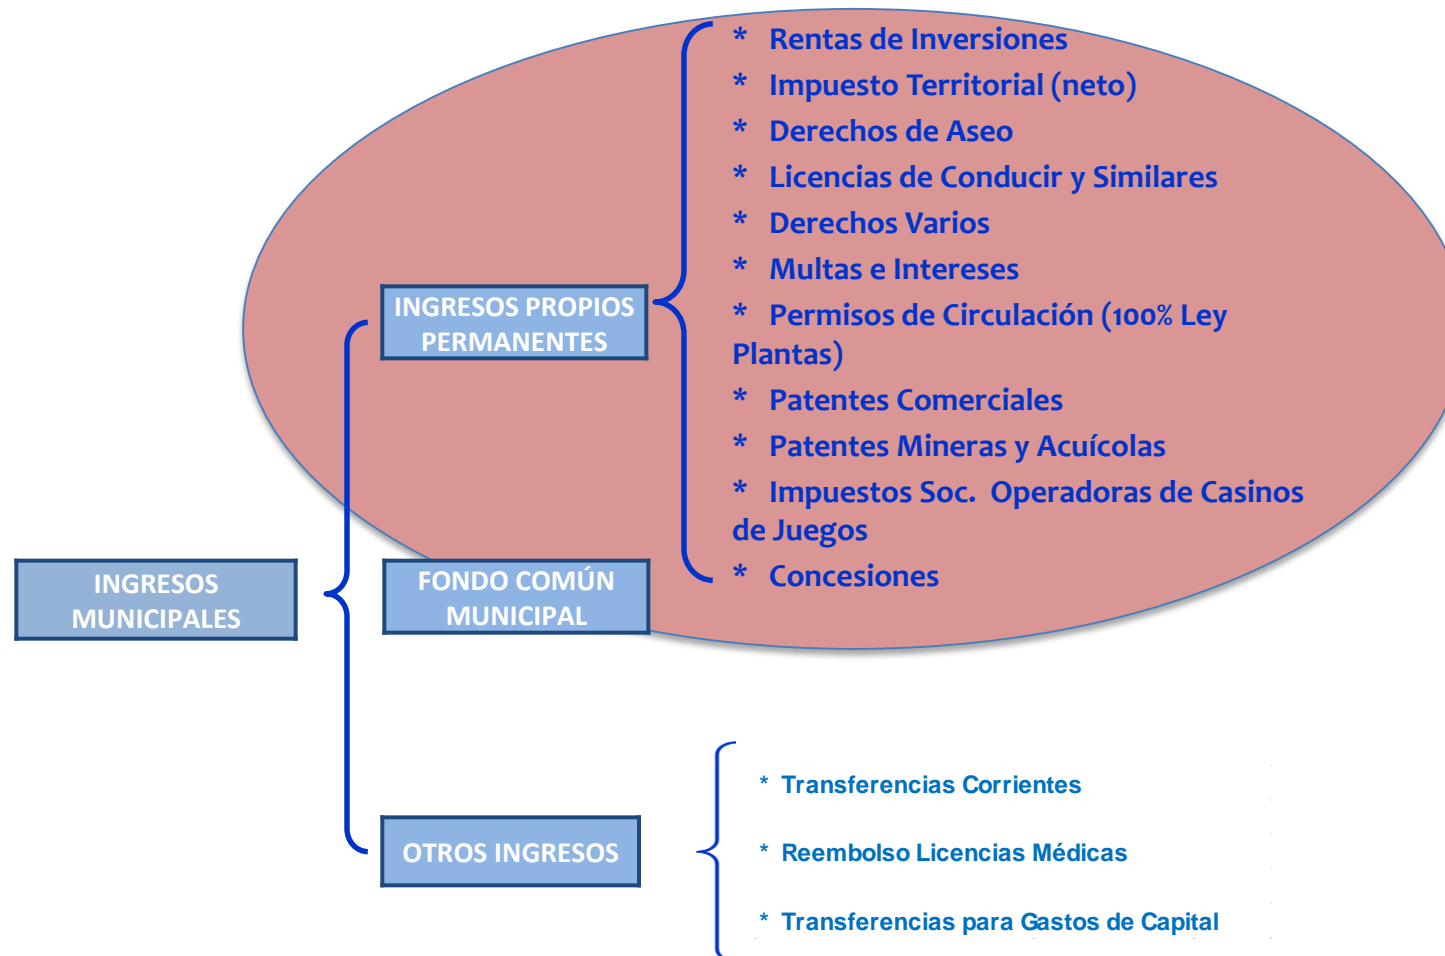 * Rentas de Inversiones
* Impuesto Territorial (neto)
* Derechos de Aseo
* Licencias de Conducir y Similares
* Derechos Varios
* Multas e Intereses
* Permisos de Circulación (100% Ley
Plantas)
* Patentes Comerciales
* Patentes Mineras y Acuícolas
* Impuestos Soc. Operadoras de Casinos
de Juegos
* Concesiones
INGRESOS PROPIOS
PERMANENTES
INGRESOS
MUNICIPALES
FONDO COMÚN
MUNICIPAL
OTROS INGRESOS
* Transferencias Corrientes
* Reembolso Licencias Médicas
* Transferencias para Gastos de Capital